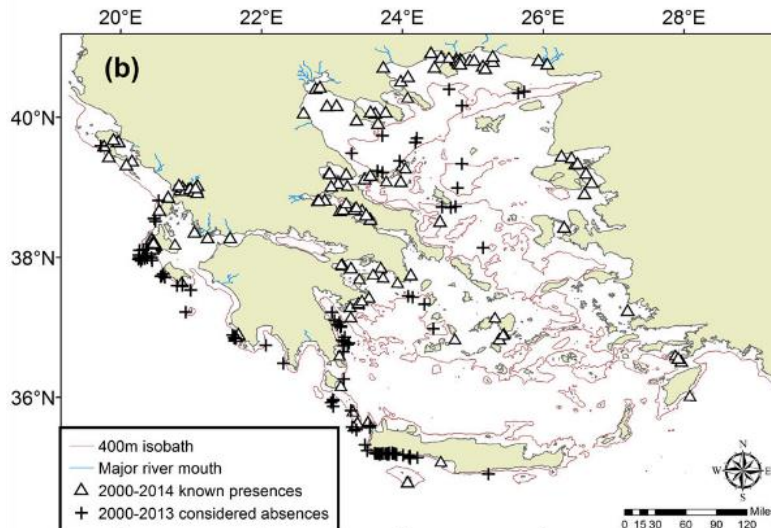 20°E 22°E 24°E 26°E 28°E
(b)
40°N
38°N
36°N
400m isobath
Major river mouth
2000-2014 known presences
2000-2013 considered absences
N
W E
S
Miles
0 15 30 60 90 120